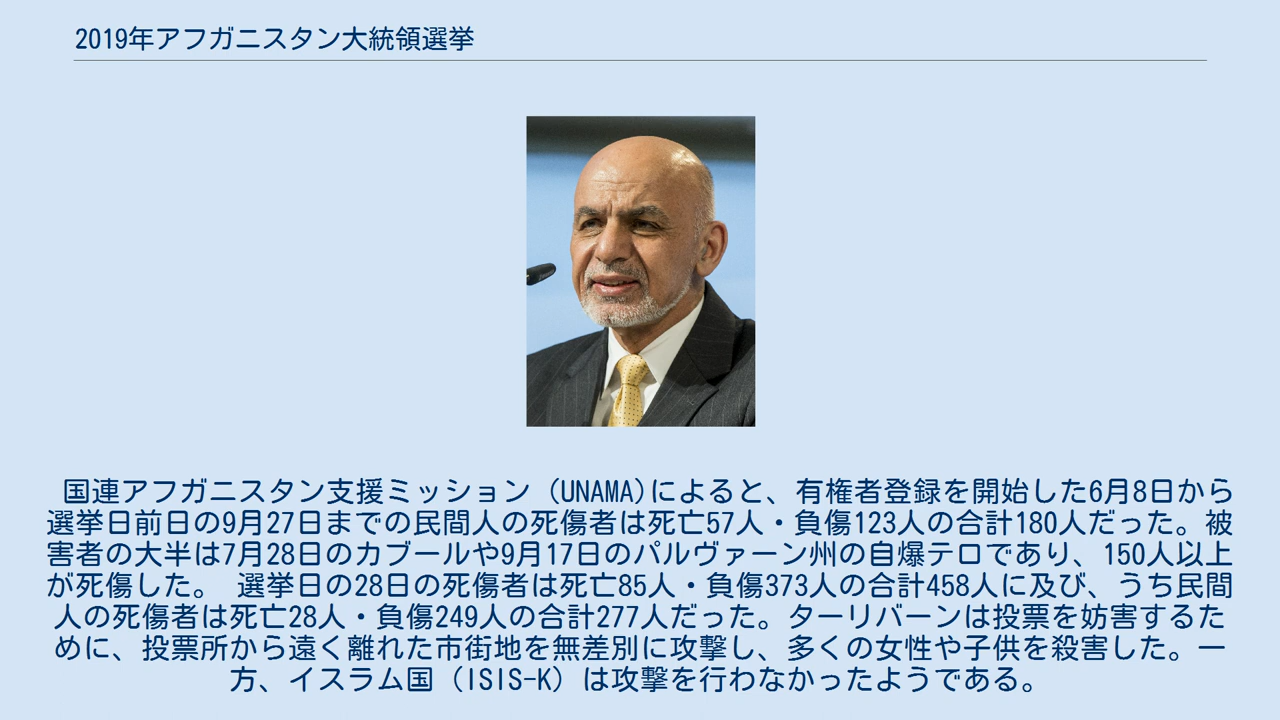 2019年アフガニスタン大統領選挙
国連アフガニスタン支援ミッション（UNAMA)によると、有権者登録を開始した6月8日から
選挙日前日の9月27日までの民間人の死傷者は死亡57人・負傷123人の合計180人だった。被
害者の大半は7月28日のカブールや9月17日のパルヴァーン州の自爆テロであり、150人以上
が死傷した。 選挙日の28日の死傷者は死亡85人・負傷373人の合計458人に及び、うち民間
人の死傷者は死亡28人・負傷249人の合計277人だった。ターリバーンは投票を妨害するた
めに、投票所から遠く離れた市街地を無差別に攻撃し、多くの女性や子供を殺害した。一
方、イスラム国（ISIS-K）は攻撃を行わなかったようである。